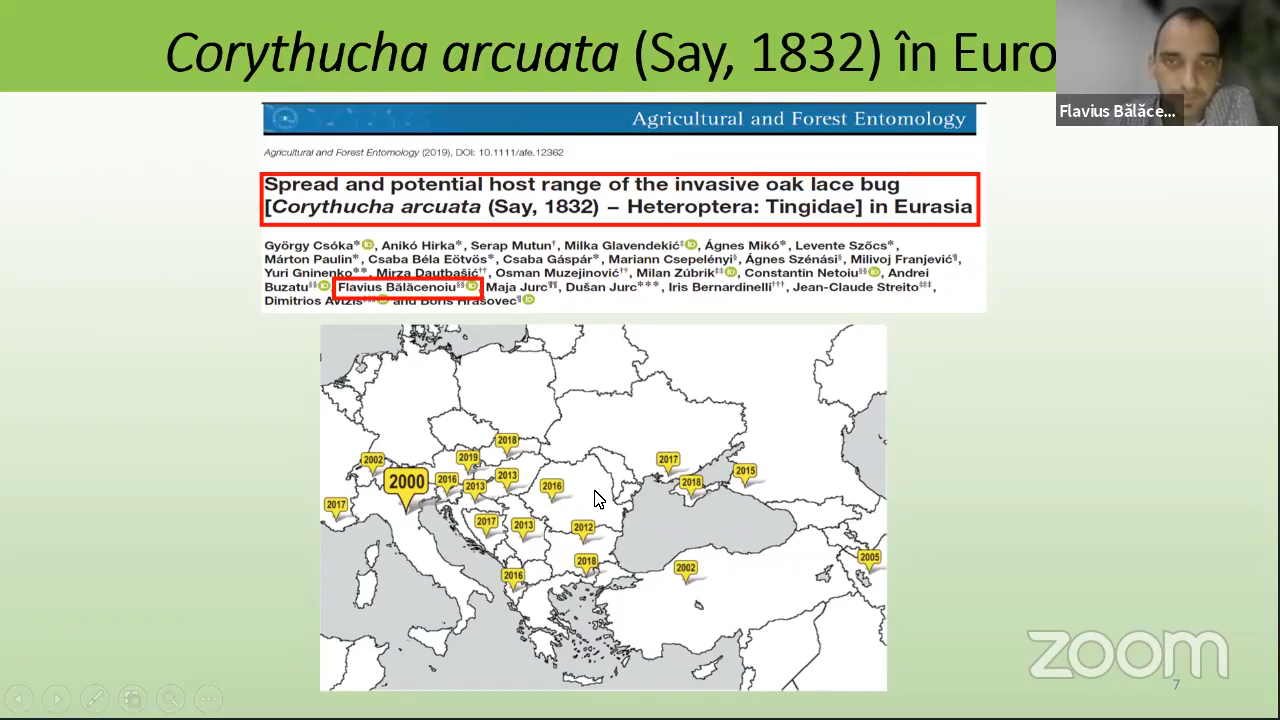 Corythucha arcuata (Say, 1832) în Euro
Flavius Bălăce...
Agricultural and Forest Entomology
Agricultural and Forest Entomology (2019), DOI: 10.1111/afe.12362
Spread and potential host range of the invasive oak lace bug
[Corythucha arcuata (Say, 1832) – Heteroptera: Tingidae] in Eurasia
György Csóka*, Anikó Hirka*, Serap Mutun†, Milka Glavendekić‡, Ágnes Mikó*, Levente Szőcs*,
Márton Paulin*, Csaba Béla Eötvös*, Csaba Gáspár*, Mariann Csepelényi§, Ágnes Szénási§, Milivoj Franjević¶,
Yuri Gninenko**, Mirza Dautbašić††, Osman Muzejinović††, Milan Zúbrik‡‡, Constantin Netoiu§§, Andrei
Buzatu§§, Flavius Bălăcenoiu§§, Maja Jurc¶¶, Dušan Jurc***, Iris Bernardinelli†††, Jean-Claude Streito‡‡‡,
Dimitrios Avtzis§§§ and Boris Hrašovec¶
2018
2002
2019
2017
2000
2016
2013
2013
2016
2018
2015
2017
2017
2013
2012
2018
2016
2002
2005
zoom
7